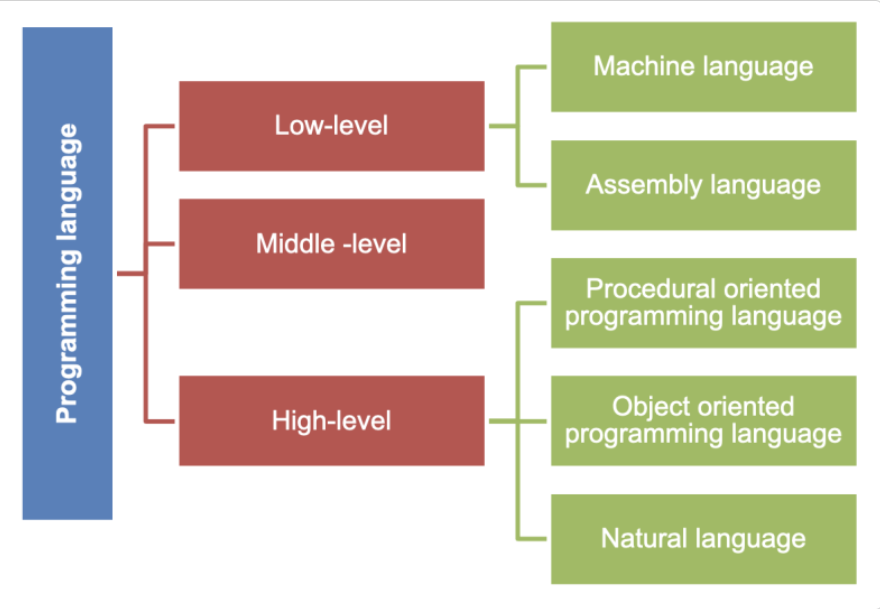 Programming language
Low-level
Middle -level
High-level
Machine language
Assembly language
Procedural oriented
programming language
Object oriented
programming language
Natural language